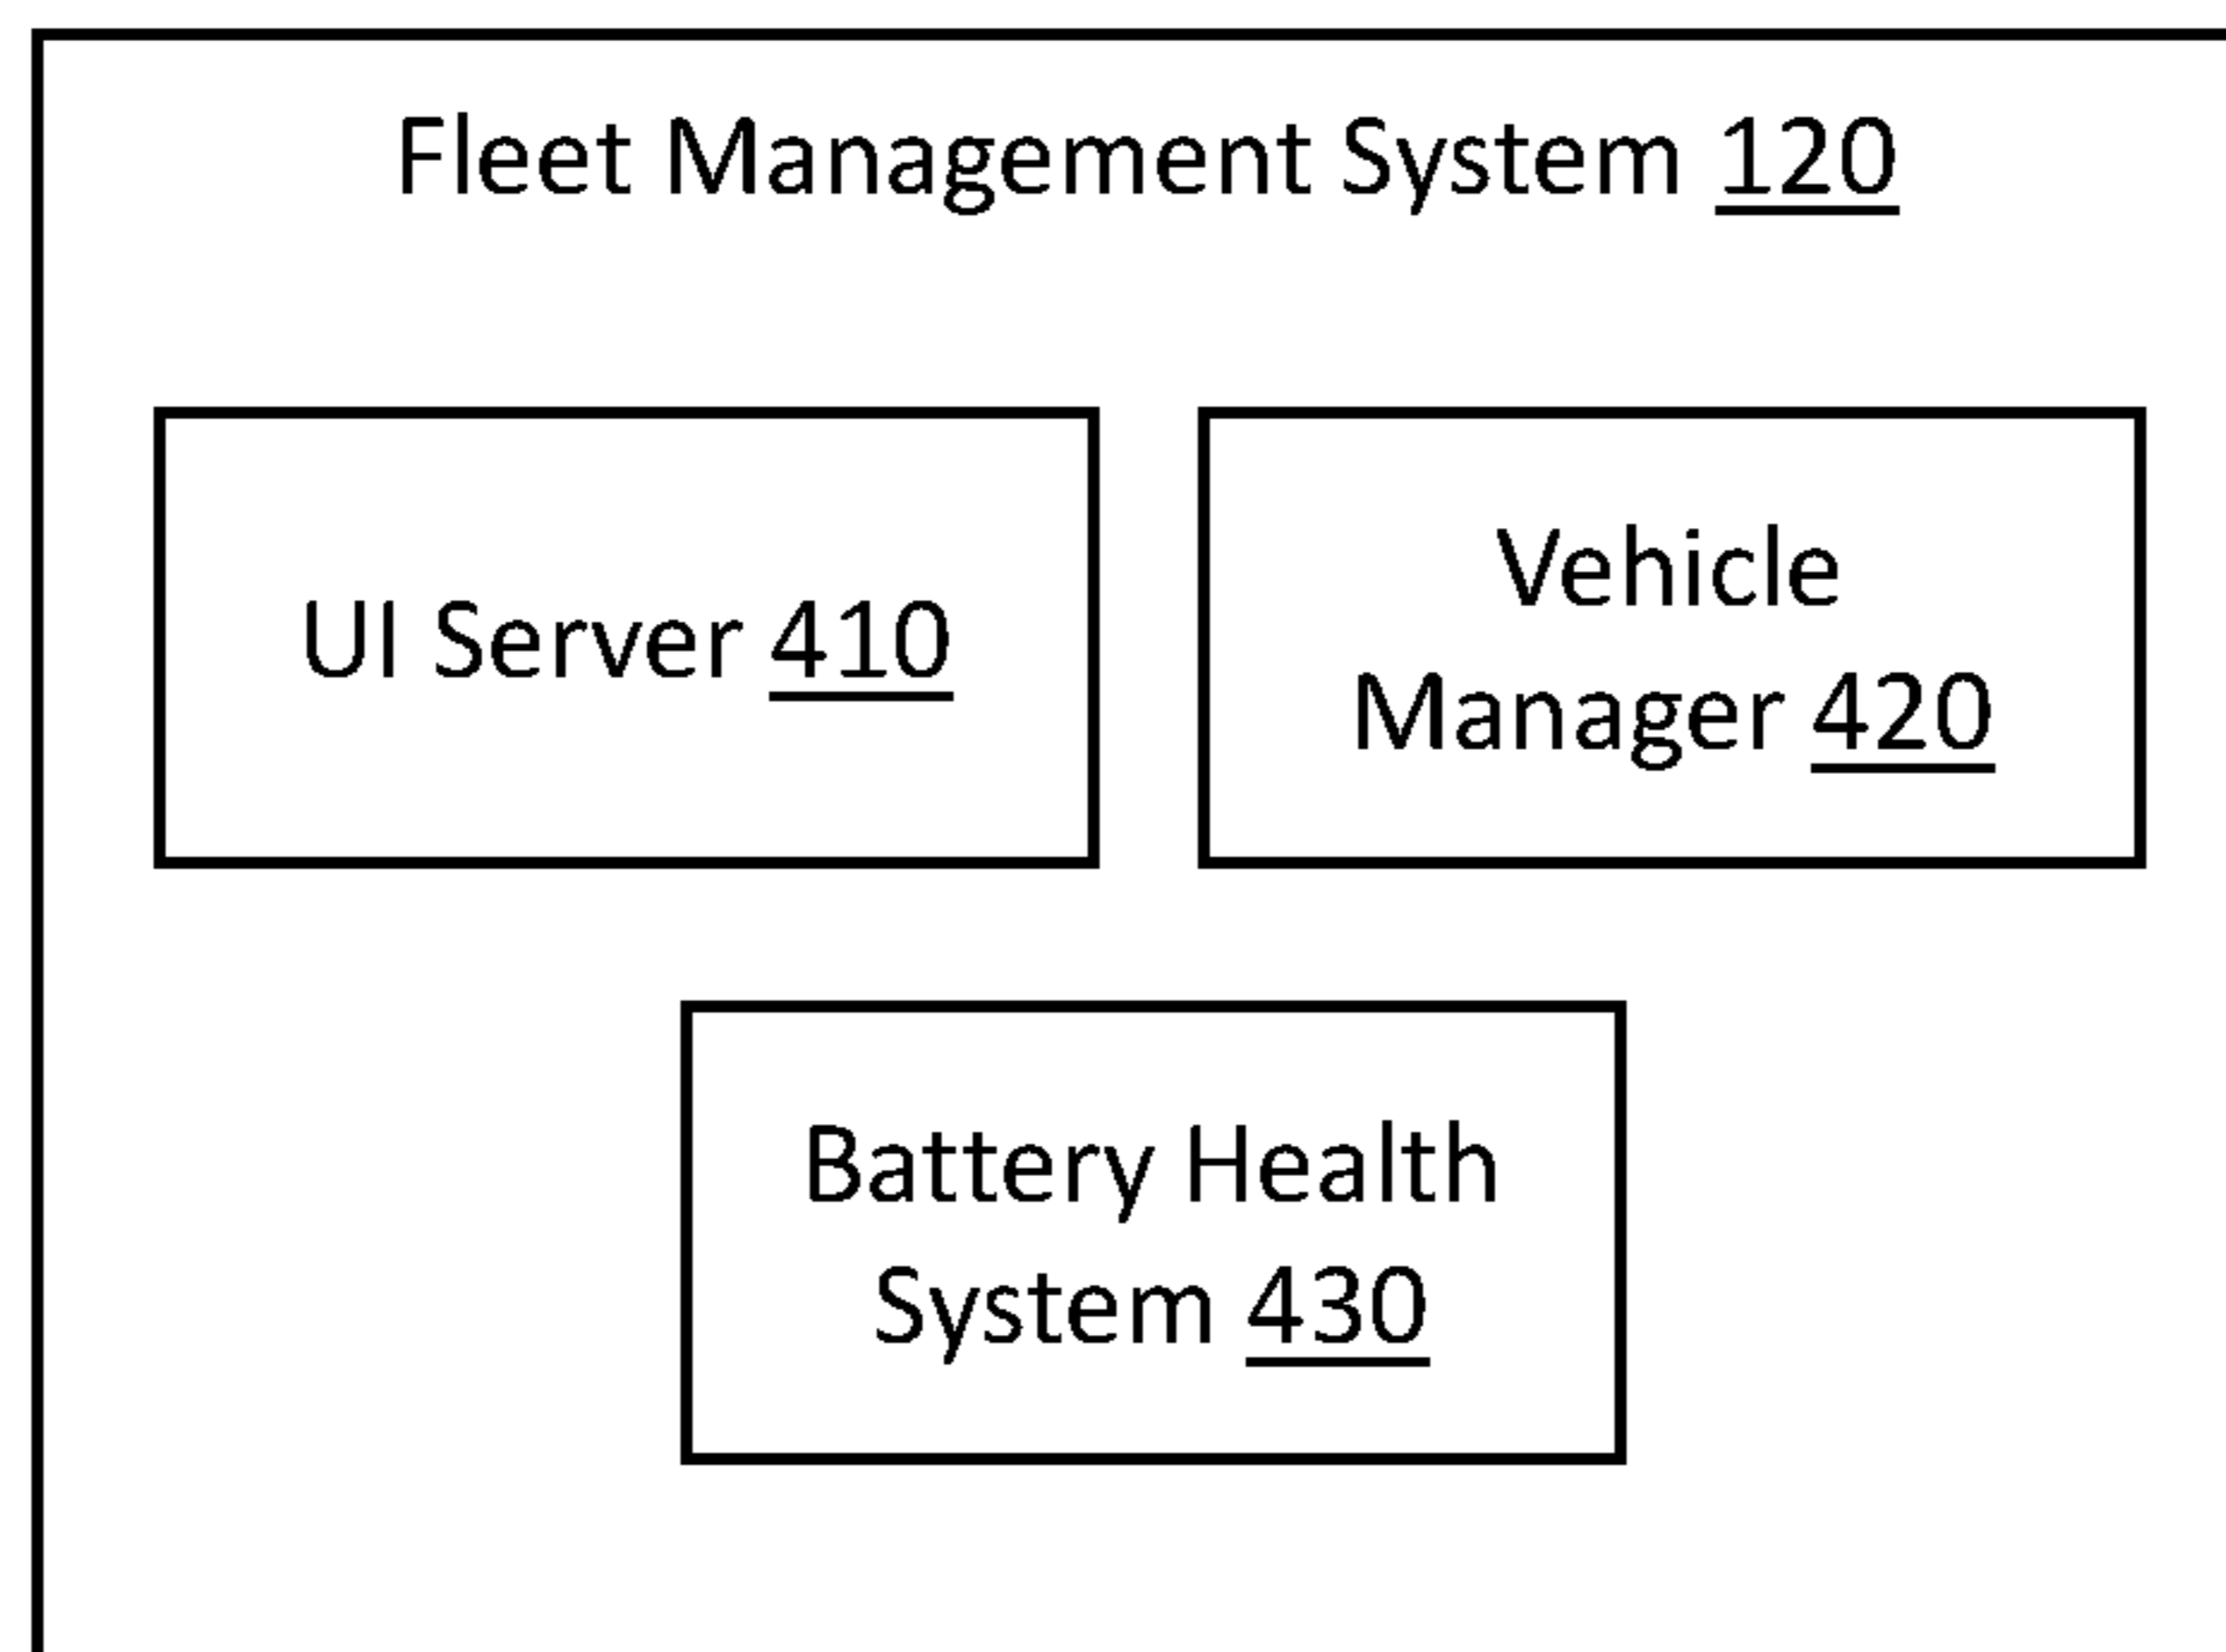 Fleet Management System 120
UI Server 410
Vehicle
Manager 420
Battery Health
System 430